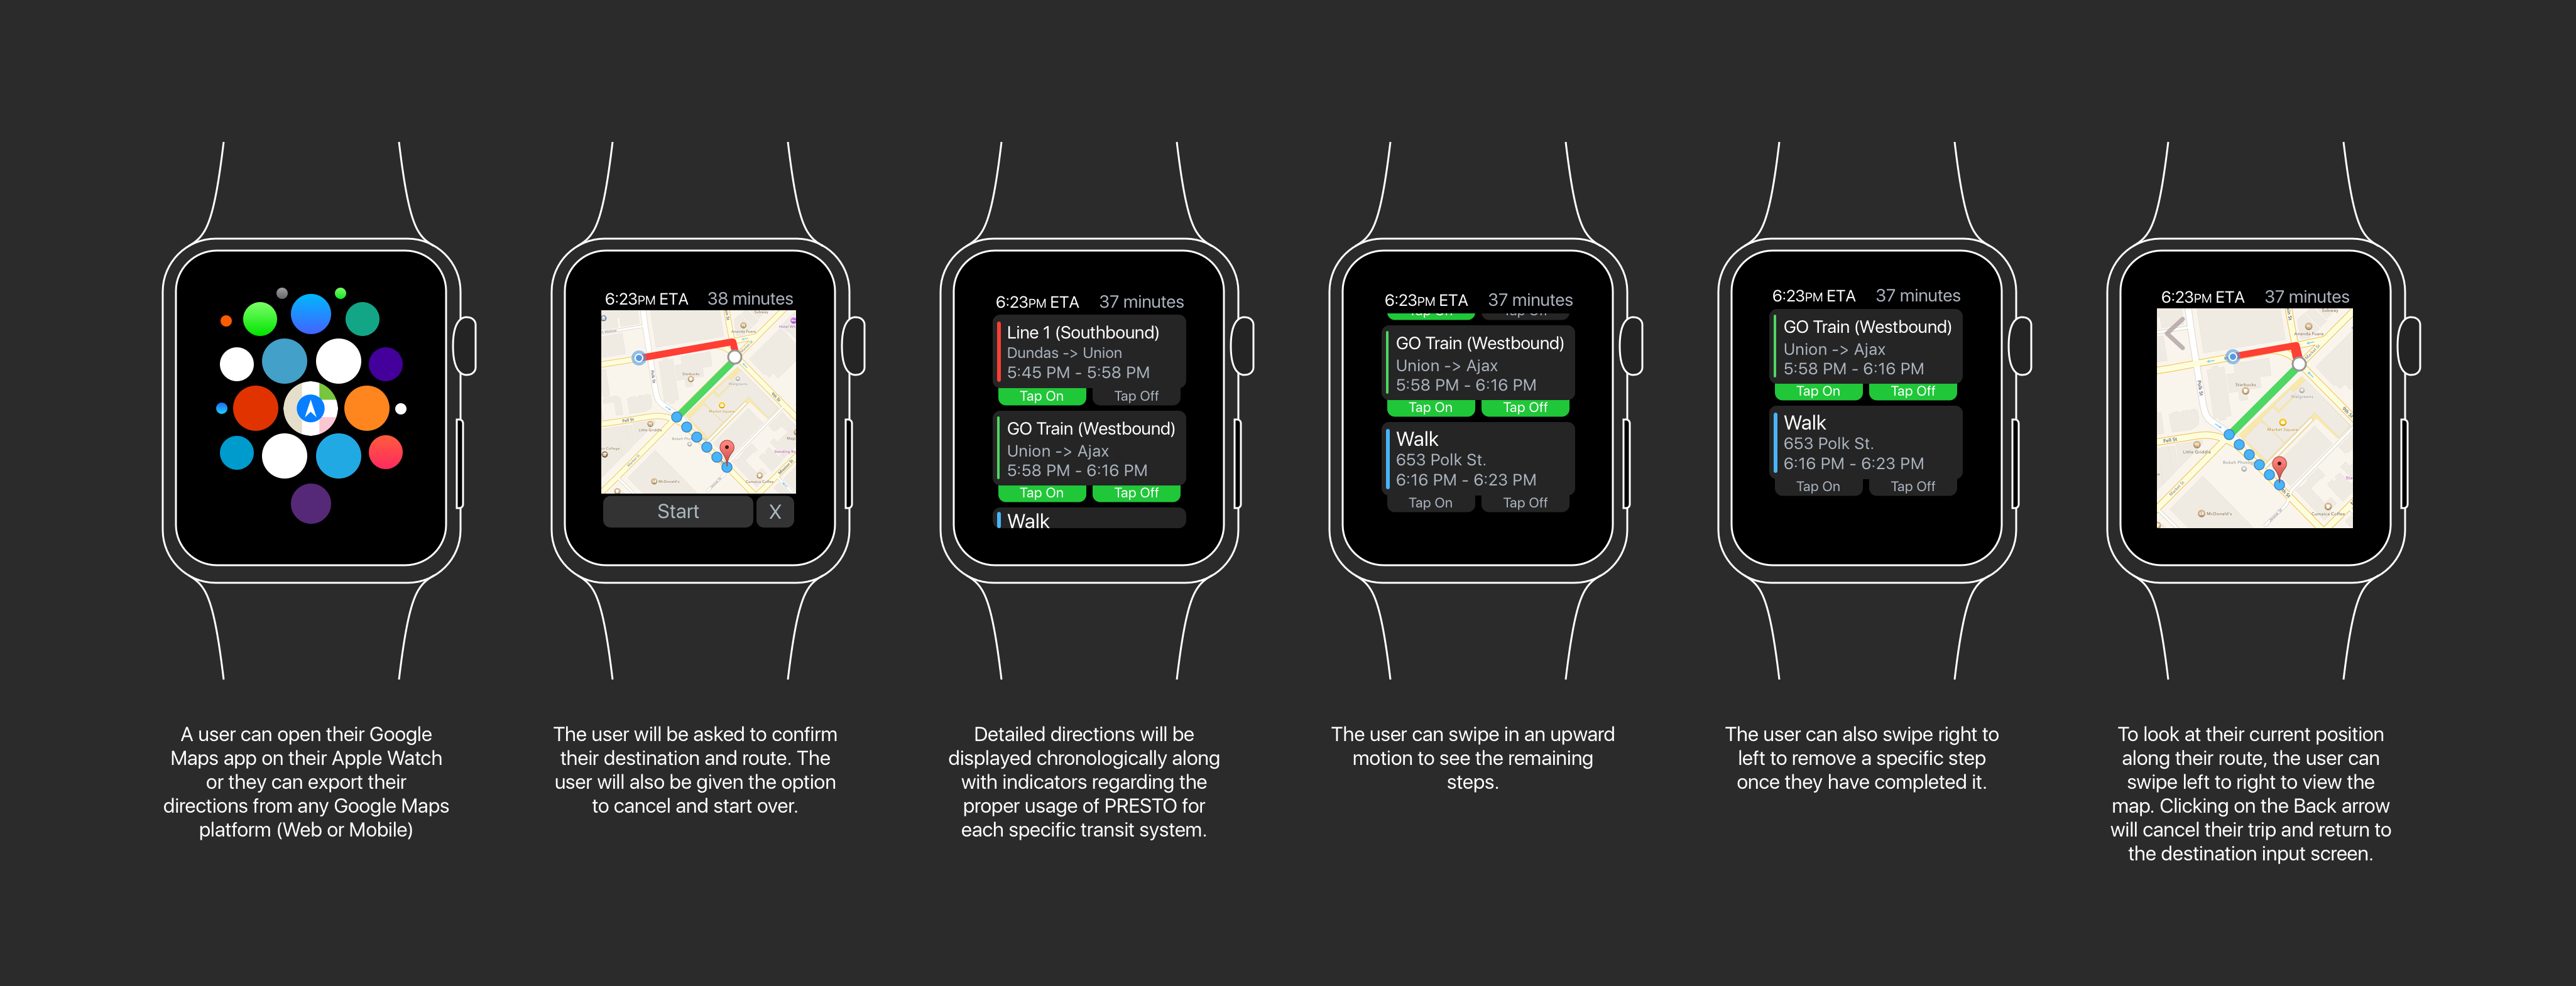 6:23PM ETA 38 minutes
Start X
6:23PM ETA 37 minutes
Line 1 (Southbound)
Dundas -> Union
5:45 PM - 5:58 PM
Tap On Tap Off
GO Train (Westbound)
Union -> Ajax
5:58 PM - 6:16 PM
Tap On Tap Off
Walk
6:23PM ETA 37 minutes
Tap On Tap Off
GO Train (Westbound)
Union -> Ajax
5:58 PM - 6:16 PM
Tap On Tap Off
Walk
653 Polk St.
6:16 PM - 6:23 PM
Tap On Tap Off
6:23PM ETA 37 minutes
GO Train (Westbound)
Union -> Ajax
5:58 PM - 6:16 PM
Tap On Tap Off
Walk
653 Polk St.
6:16 PM - 6:23 PM
Tap On Tap Off
6:23PM ETA 37 minutes
A user can open their Google
Maps app on their Apple Watch
or they can export their
directions from any Google Maps
platform (Web or Mobile)
The user will be asked to confirm
their destination and route. The
user will also be given the option
to cancel and start over.
Detailed directions will be
displayed chronologically along
with indicators regarding the
proper usage of PRESTO for
each specific transit system.
The user can swipe in an upward
motion to see the remaining
steps.
The user can also swipe right to
left to remove a specific step
once they have completed it.
To look at their current position
along their route, the user can
swipe left to right to view the
map. Clicking on the Back arrow
will cancel their trip and return to
the destination input screen.